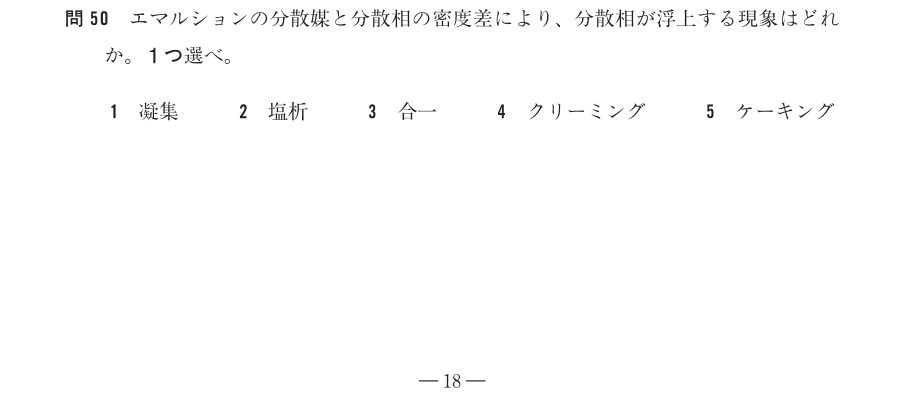 問50 エマルションの分散媒と分散相の密度差により、分散相が浮上する現象はどれ
か。1つ選べ。
1 凝集 2 塩析 3 合一 4 クリーミング 5 ケーキング
― 18 ―